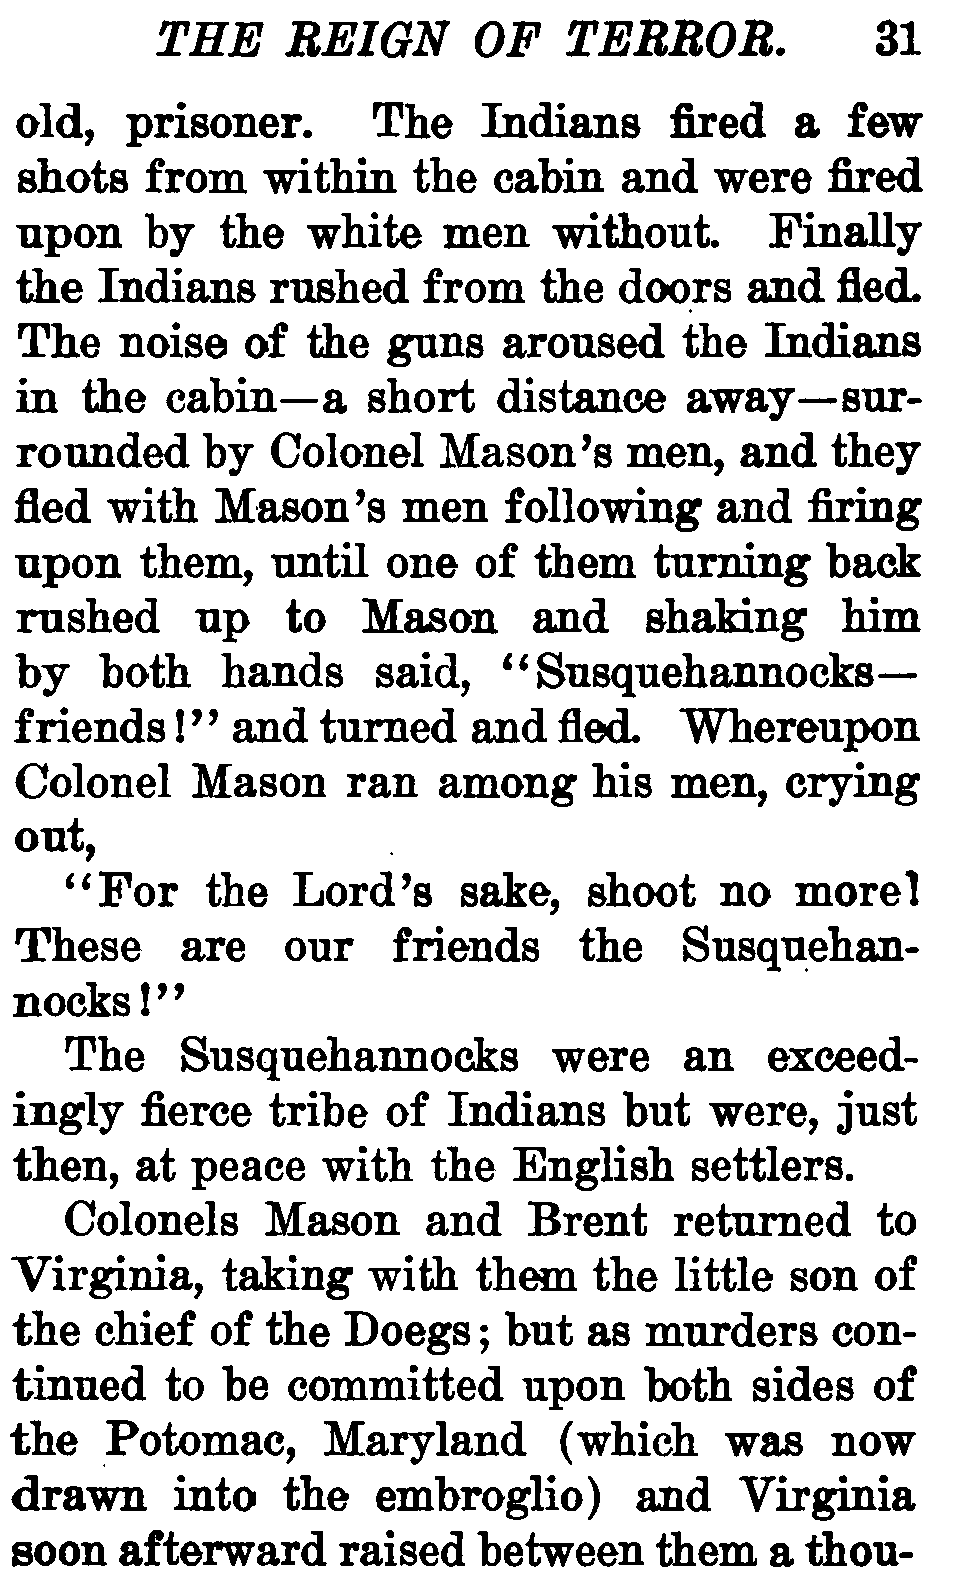 THE REIGN OF TERROR. 31
old, prisoner. The Indians fired a few
shots from within the cabin and were fired
upon by the white men without. Finally
the Indians rushed from the doors and fled.
The noise of the guns aroused the Indians
in the cabin—a short distance away—sur-
rounded by Colonel Mason's men, and they
fled with Mason's men following and firing
upon them, until one of them turning back
rushed up to Mason and shaking him
by both hands said, "Susquehannocks—
friends!" and turned and fled. Whereupon
Colonel Mason ran among his men, crying
out,
"For the Lord's sake, shoot no more!
These are our friends the Susquehan-
nocks!"
The Susquehannocks were an exceed-
ingly fierce tribe of Indians but were, just
then, at peace with the English settlers.
Colonels Mason and Brent returned to
Virginia, taking with them the little son of
the chief of the Doegs; but as murders con-
tinued to be committed upon both sides of
the Potomac, Maryland (which was now
drawn into the embroglio) and Virginia
soon afterward raised between them a thou-